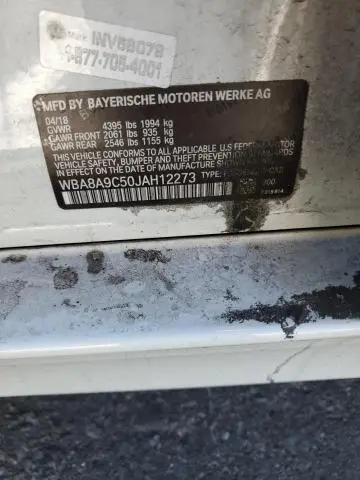 INV58079
1-877-705-4001
MFD BY BAYERISCHE MOTOREN WERKE AG
04/18
GVWR 4395 lbs 1994 kg
GAWR FRONT 2061 lbs 935 kg
GAWR REAR 2546 lbs 1155 kg
THIS VEHICLE CONFORMS TO ALL APPLICABLE U.S FEDERAL MOTOR
VEHICLE SAFETY, BUMPER AND THEFT PREVENTION STANDARDS
IN EFFECT ON THE DATE OF MANUFACTURE SHOWN ABOVE.
WBA8A9C50JAH12273 TYPE: